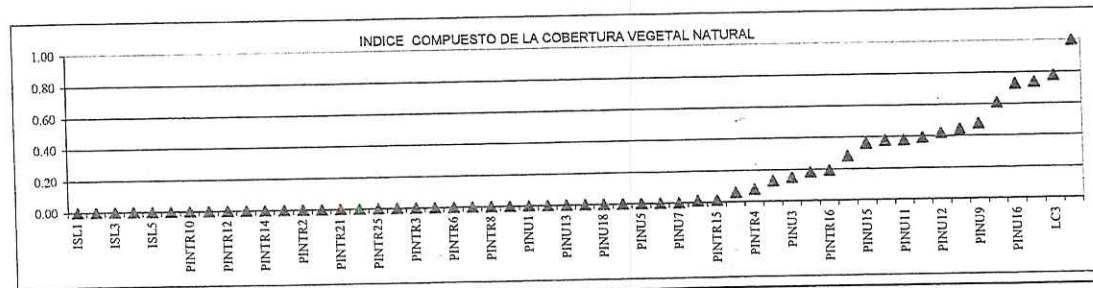 INDICE COMPUESTO DE LA COBERTURA VEGETAL NATURAL
1.00
0.80
0.60
0.40
0.20
0.00
ISL1
ISL3
ISL5
PINTR10
PINTR12
PINTR14
PINTR2
PINTR21
PINTR25
PINTR3
PINTR6
PINTR8
PINU1
PINU13
PINU18
PINU5
PINU7
PINTR15
PINTR4
PINU3
PINTR16
PINU15
PINU11
PINU12
PINU9
PINU16
LC3